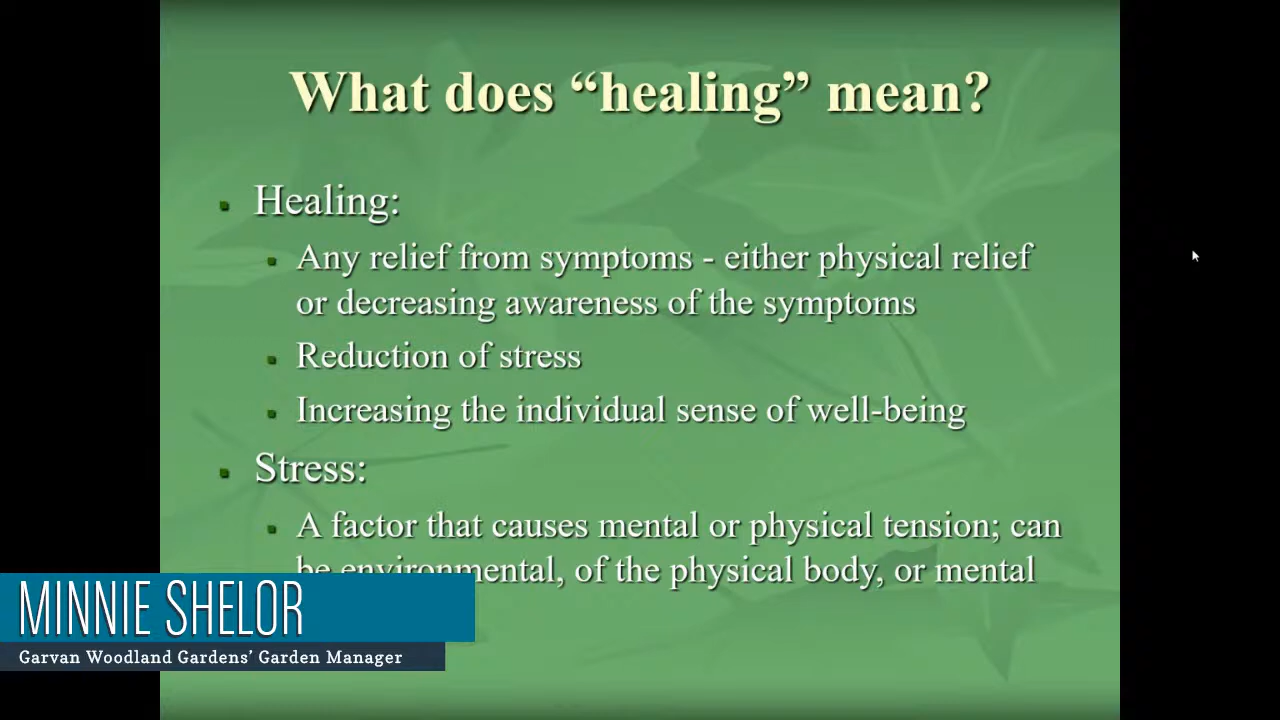 What does “healing” mean?
Healing:
Any relief from symptoms - either physical relief
or decreasing awareness of the symptoms
Reduction of stress
Increasing the individual sense of well-being
Stress:
A factor that causes mental or physical tension; can
be environmental, of the physical body, or mental
MINNIE SHELOR
Garvan Woodland Gardens’ Garden Manager